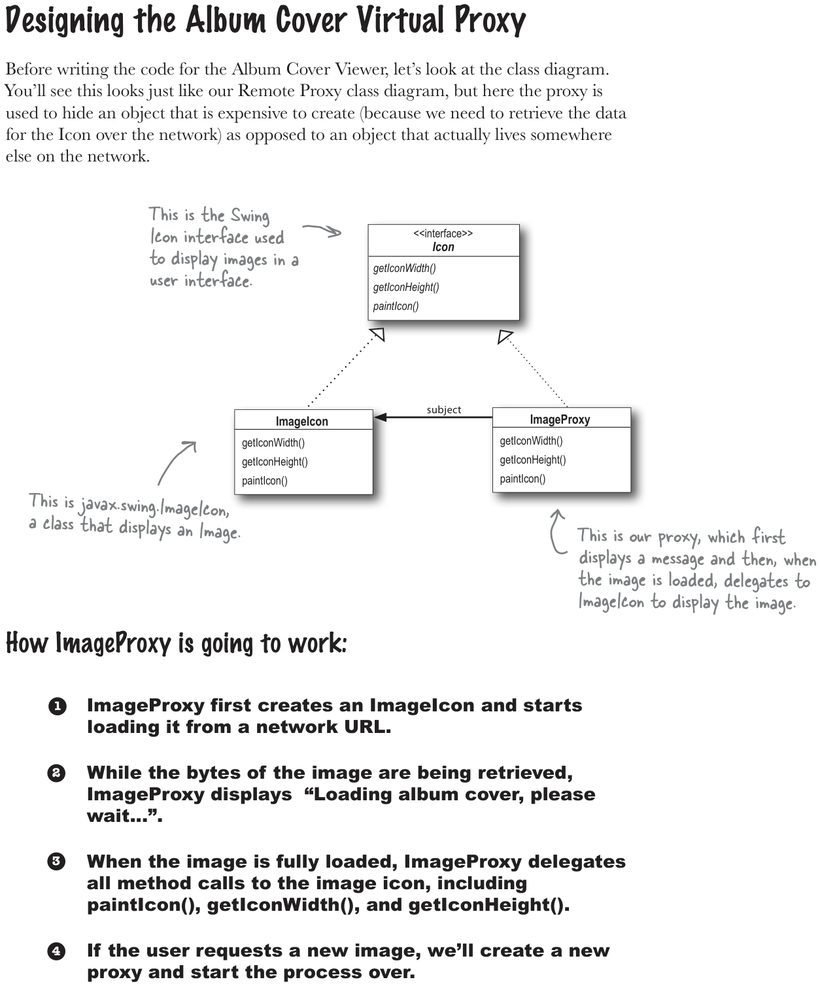 Designing the Album Cover Virtual Proxy
Before writing the code for the Album Cover Viewer, let’s look at the class diagram.
You’ll see this looks just like our Remote Proxy class diagram, but here the proxy is
used to hide an object that is expensive to create (because we need to retrieve the data
for the Icon over the network) as opposed to an object that actually lives somewhere
else on the network.
This is the Swing
Icon interface used
to display images in a
user interface.
<<interface>>
Icon
getIconWidth()
getIconHeight()
paintIcon()
subject
ImageIcon
getIconWidth()
getIconHeight()
paintIcon()
ImageProxy
getIconWidth()
getIconHeight()
paintIcon()
This is javax.swing.ImageIcon,
a class that displays an Image.
This is our proxy, which first
displays a message and then, when
the image is loaded, delegates to
ImageIcon to display the image.
How ImageProxy is going to work:
1 ImageProxy first creates an ImageIcon and starts
loading it from a network URL.
2 While the bytes of the image are being retrieved,
ImageProxy displays “Loading album cover, please
wait...”.
3 When the image is fully loaded, ImageProxy delegates
all method calls to the image icon, including
paintIcon(), getIconWidth(), and getIconHeight().
4 If the user requests a new image, we’ll create a new
proxy and start the process over.